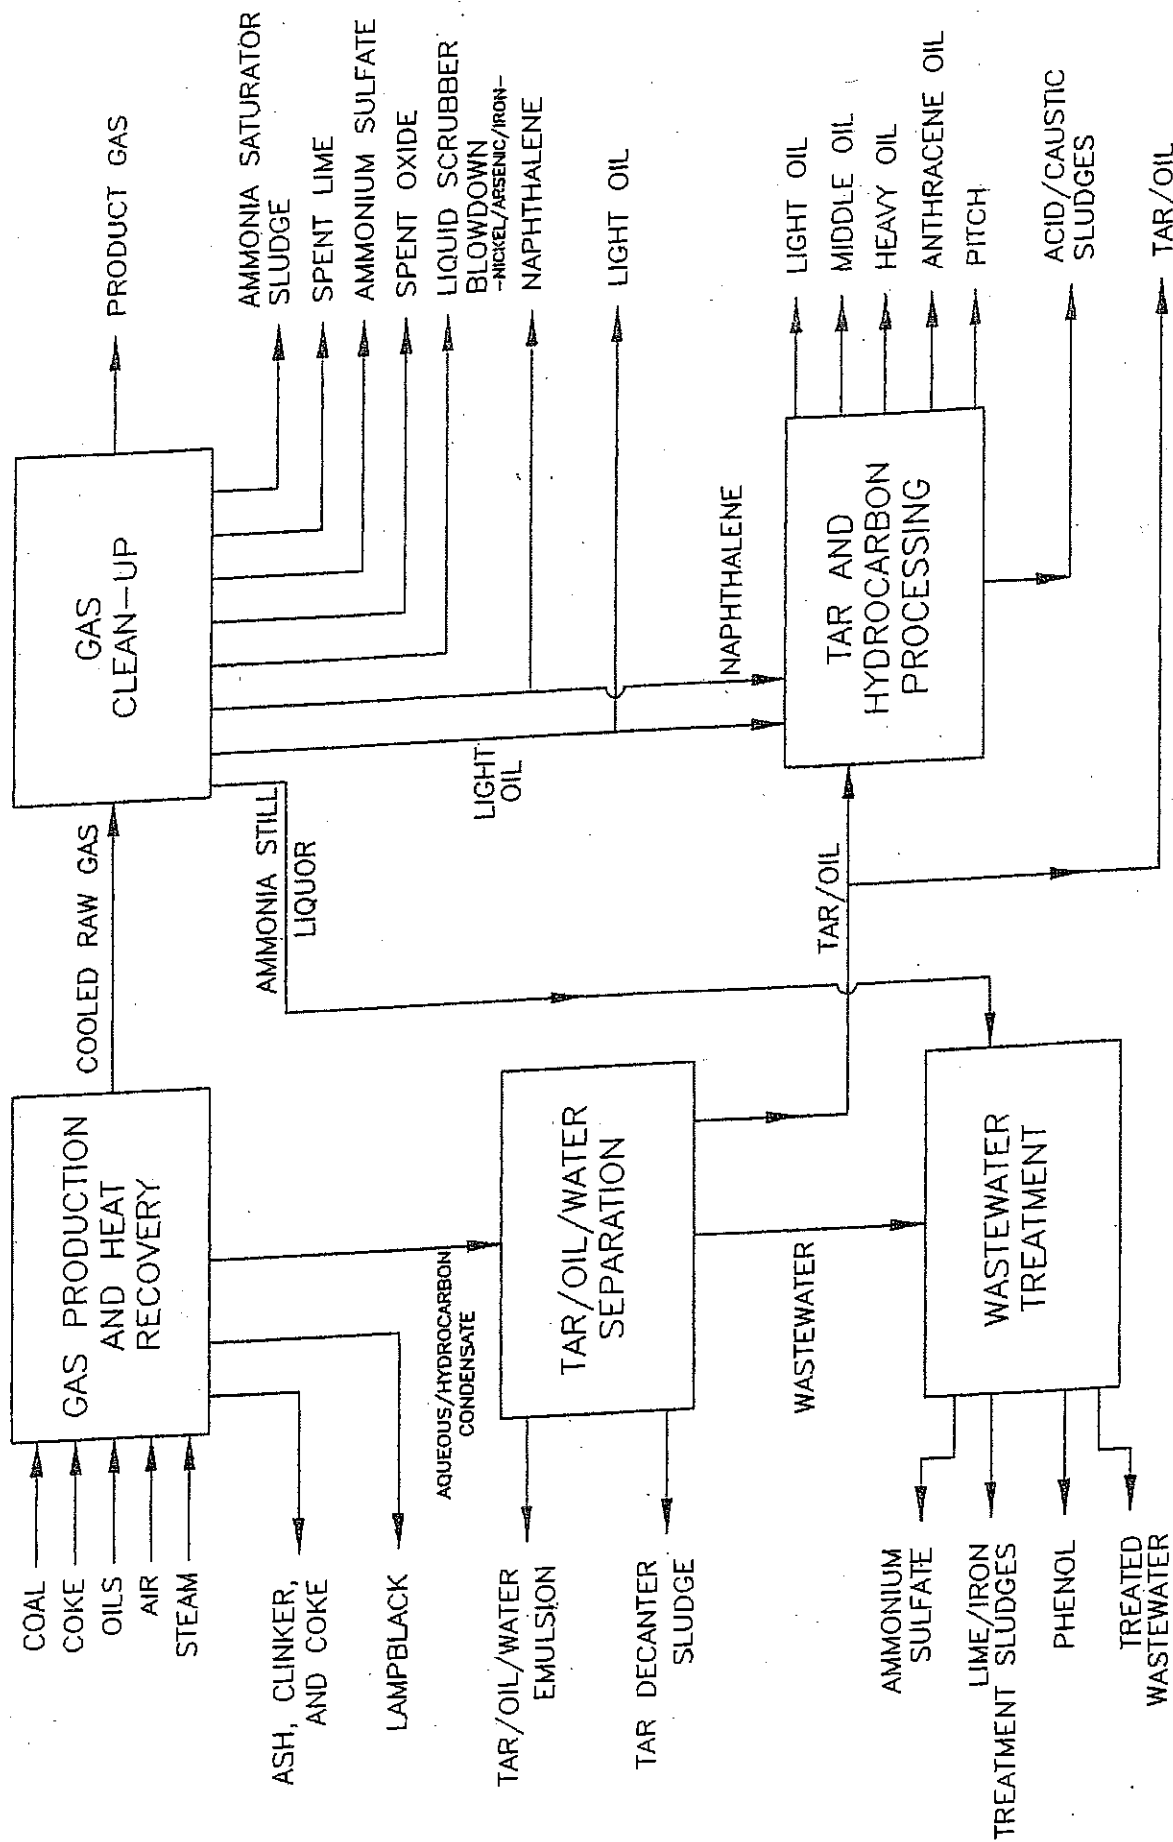 COAL
COKE
OILS
AIR
STEAM
GAS PRODUCTION
AND HEAT
RECOVERY
COOLED RAW GAS
GAS
CLEAN-UP
PRODUCT GAS
ASH, CLINKER,
AND COKE
LAMPBLACK
AMMONIA STILL
LIQUOR
AMMONIA SATURATOR
SLUDGE
SPENT LIME
AMMONIUM SULFATE
SPENT OXIDE
LIQUID SCRUBBER
BLOWDOWN
-NICKEL/ARSENIC/IRON-
NAPHTHALENE
LIGHT OIL
AQUEOUS/HYDROCARBON
CONDENSATE
LIGHT
OIL
NAPHTHALENE
TAR/OIL/WATER
EMULSION
TAR DECANTER
SLUDGE
TAR/OIL/WATER
SEPARATION
TAR/OIL
TAR AND
HYDROCARBON
PROCESSING
LIGHT OIL
MIDDLE OIL
HEAVY OIL
ANTHRACENE OIL
PITCH
ACID/CAUSTIC
SLUDGES
TAR/OIL
WASTEWATER
WASTEWATER
TREATMENT
AMMONIUM
SULFATE
LIME/IRON
TREATMENT SLUDGES
PHENOL
TREATED
WASTEWATER